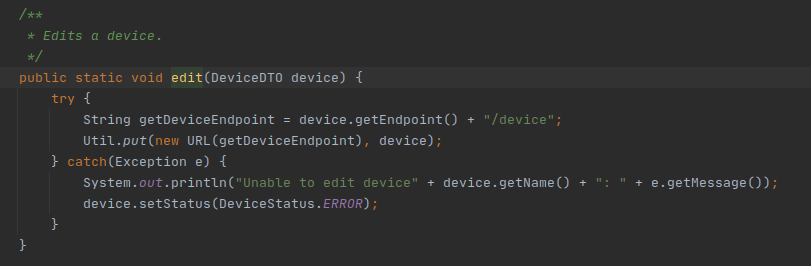 /**
 * Edits a device.
 */
public static void edit(DeviceDTO device) {
    try {
        String getDeviceEndpoint = device.getEndpoint() + "/device";
        Util.put(new URL(getDeviceEndpoint), device);
    } catch(Exception e) {
        System.out.println("Unable to edit device" + device.getName() + ": " + e.getMessage());
        device.setStatus(DeviceStatus.ERROR);
    }
}